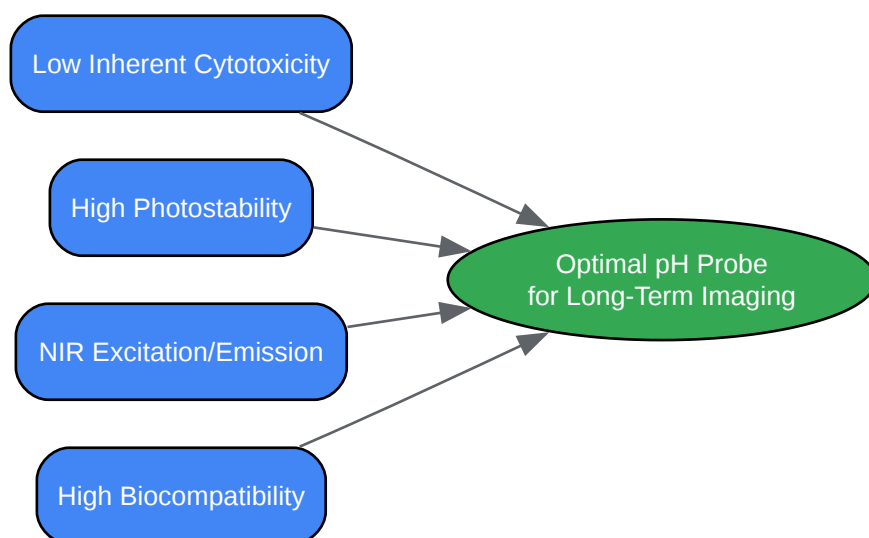 Low Inherent Cytotoxicity
High Photostability
Optimal pH Probe
for Long-Term Imaging
NIR Excitation/Emission
High Biocompatibility